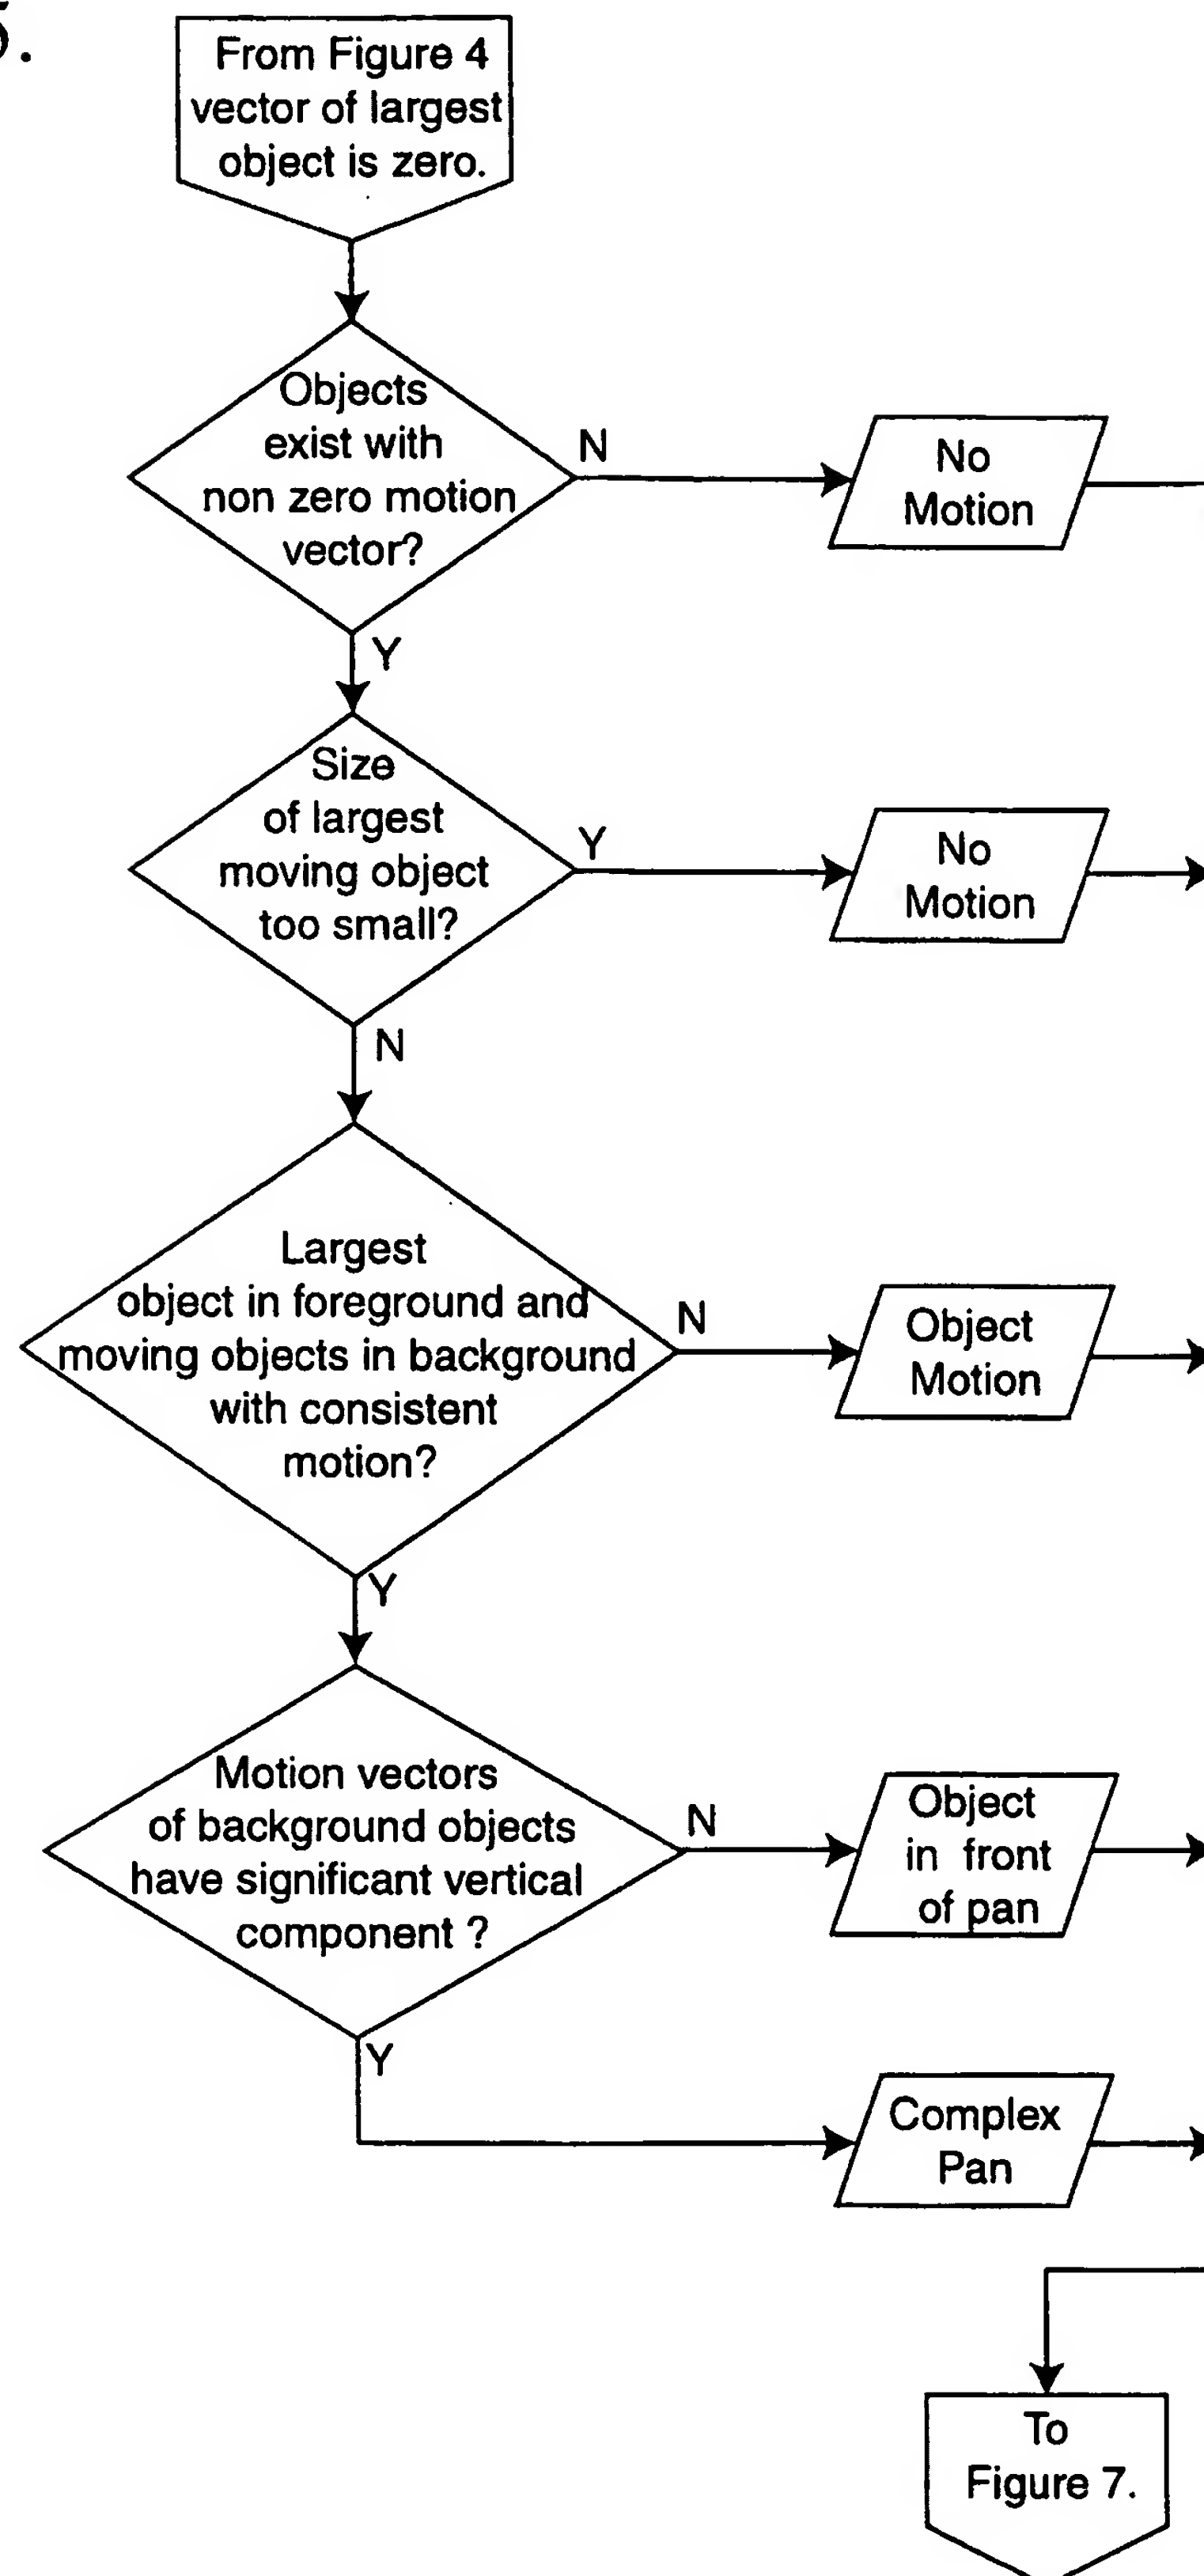 5.
From Figure 4
vector of largest
object is zero.
Objects
exist with
non zero motion
vector?
N
No
Motion
Y
Size
of largest
moving object
too small?
Y
No
Motion
N
Largest
object in foreground and
moving objects in background
with consistent
motion?
N
Object
Motion
Y
Motion vectors
of background objects
have significant vertical
component ?
N
Object
in front
of pan
Y
Complex
Pan
To
Figure 7.